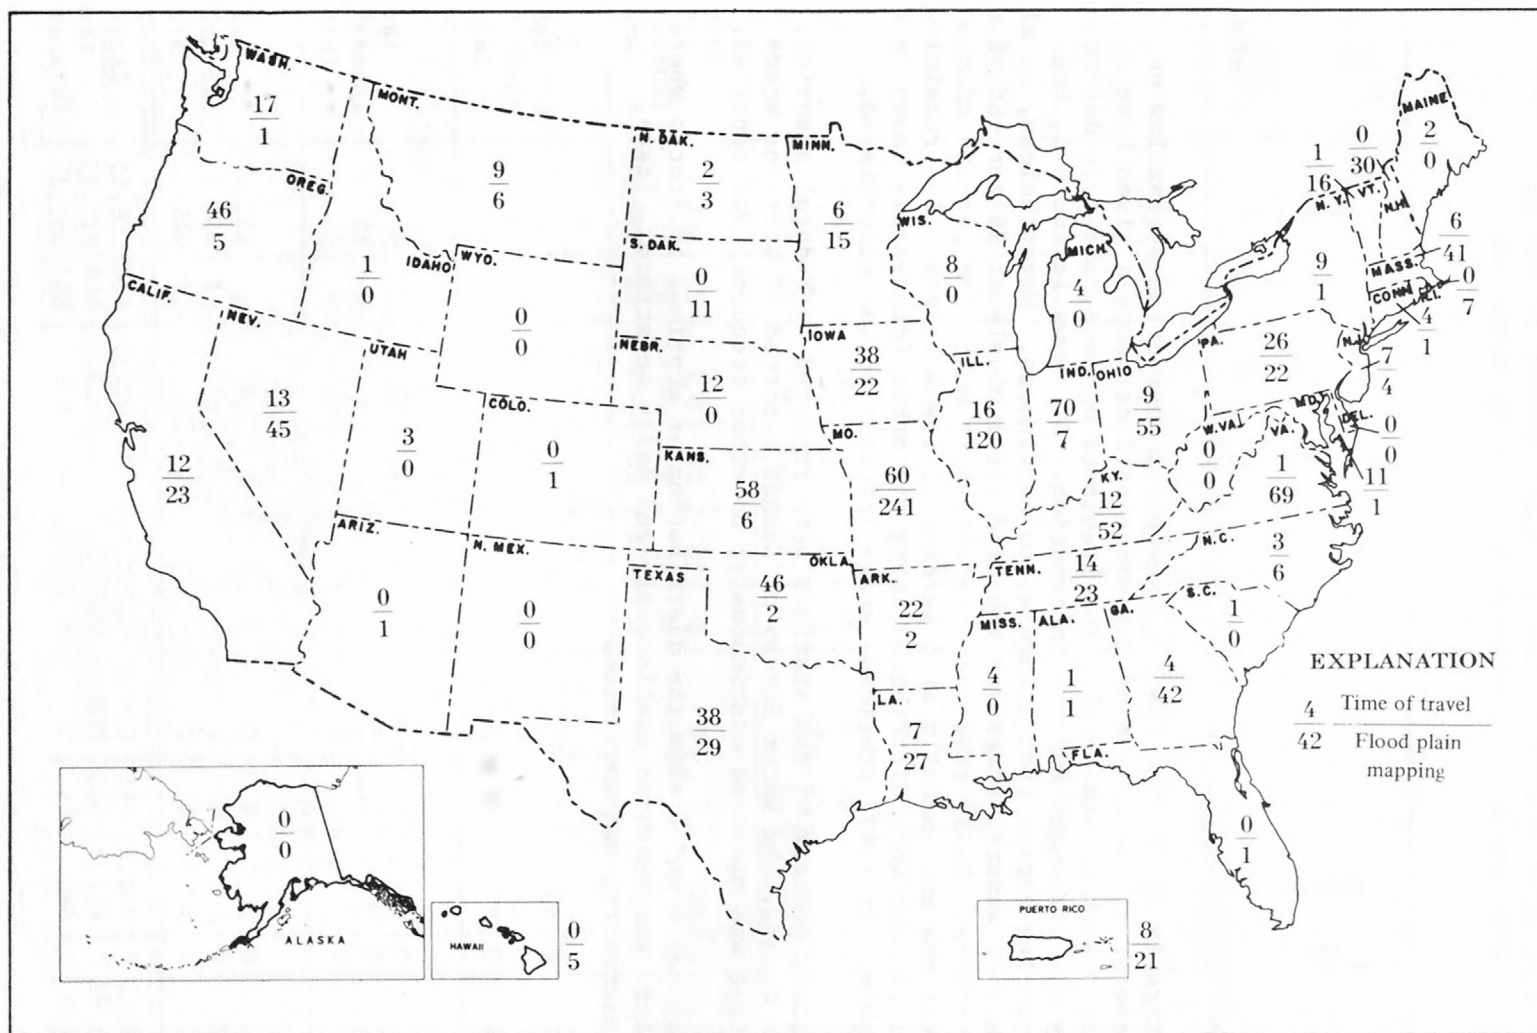 WASH.
17
1
MONT.
9
6
N. DAK.
2
3
MINN.
6
15
MAINE
2
0
0
30
1
16
N.Y.
VT.
N.H.
OREG.
46
5
IDAHO
1
0
WYO.
0
0
S. DAK.
0
11
WIS.
8
0
MICH.
4
0
9
1
6
41
MASS.
CONN.
R.I.
0
7
4
1
CALIF.
12
23
NEV.
13
45
UTAH
3
0
COLO.
0
1
NEBR.
12
0
IOWA
38
22
ILL.
16
120
IND.
70
7
OHIO
9
55
PA.
26
22
N.J.
7
4
MD.
DEL.
0
0
11
1
W.VA.
0
0
VA.
1
69
KANS.
58
6
MO.
60
241
KY.
12
52
ARIZ.
0
1
N. MEX.
0
0
TEXAS
38
29
OKLA.
46
2
ARK.
22
2
TENN.
14
23
N.C.
3
6
S.C.
1
0
MISS.
4
0
ALA.
1
1
GA.
4
42
LA.
7
27
FLA.
0
1
EXPLANATION
4 Time of travel
42 Flood plain
mapping
0
0
ALASKA
HAWAII
0
5
PUERTO RICO
8
21